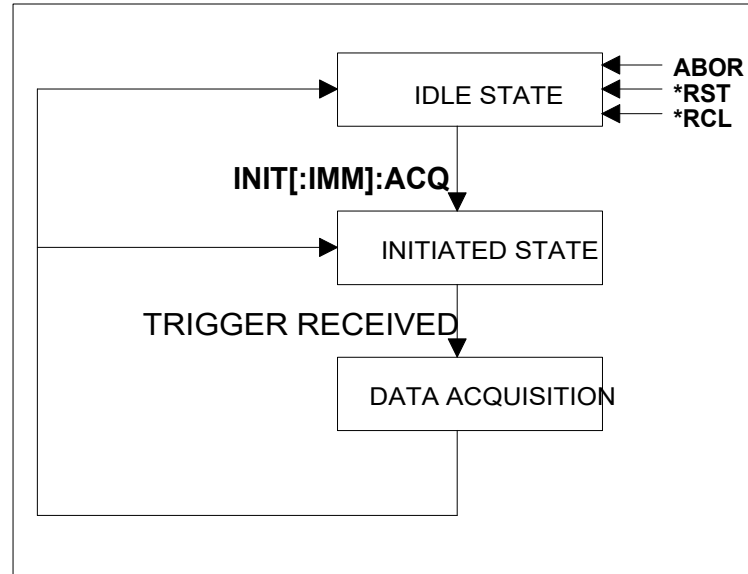 ABOR
IDLE STATE
*RST
*RCL
INIT[:IMM]:ACQ
INITIATED STATE
TRIGGER RECEIVED
DATA ACQUISITION